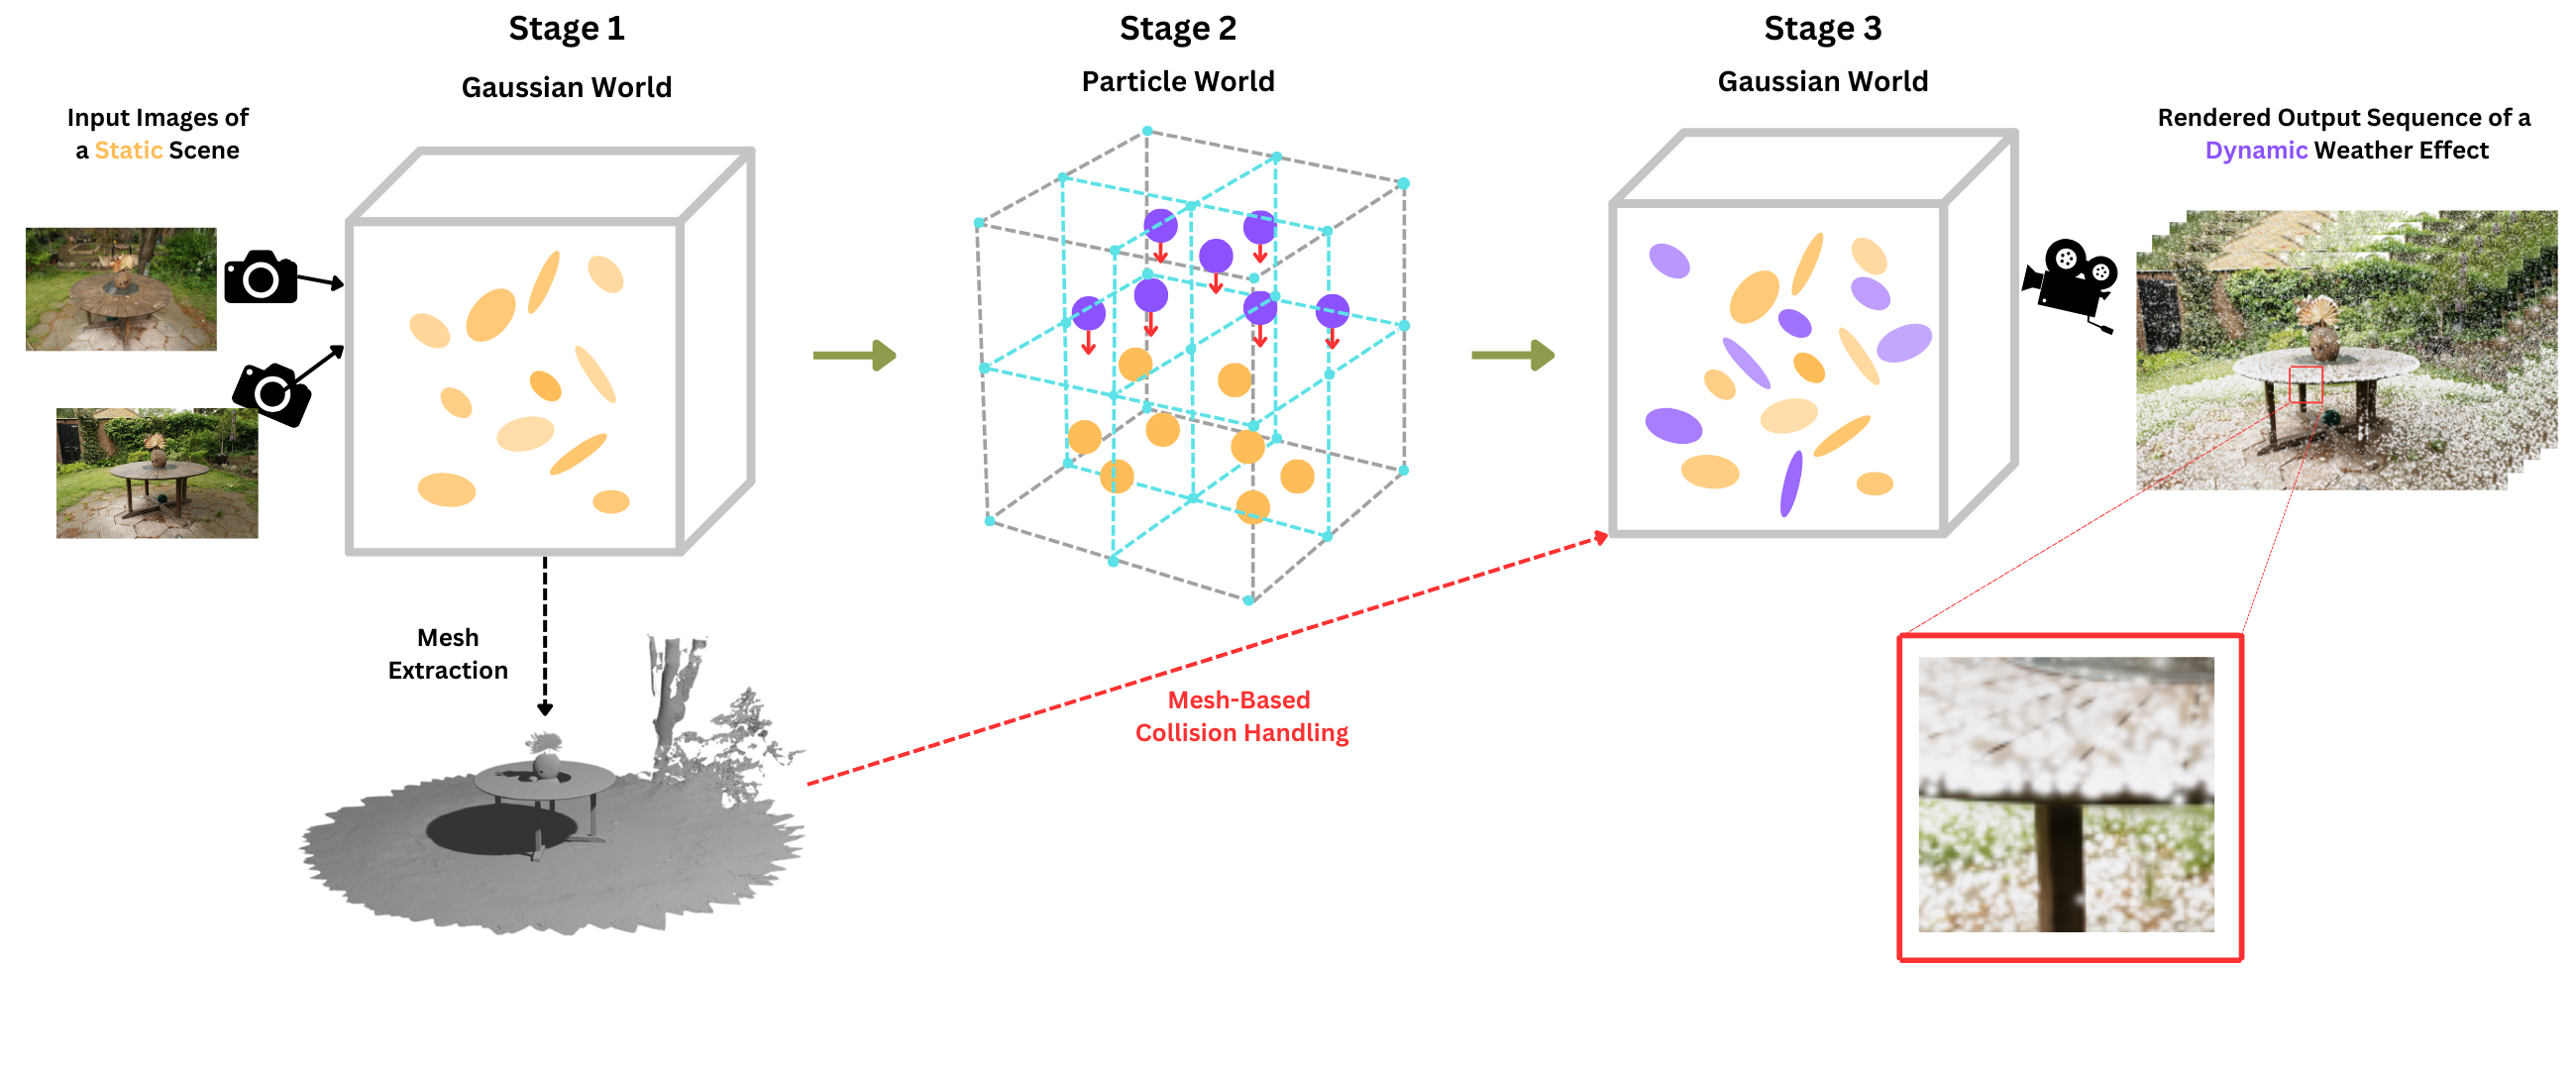 Stage 1
Stage 2
Stage 3
Gaussian World
Particle World
Gaussian World
Input Images of
a Static Scene
Rendered Output Sequence of a
Dynamic Weather Effect
Mesh
Extraction
Mesh-Based
Collision Handling